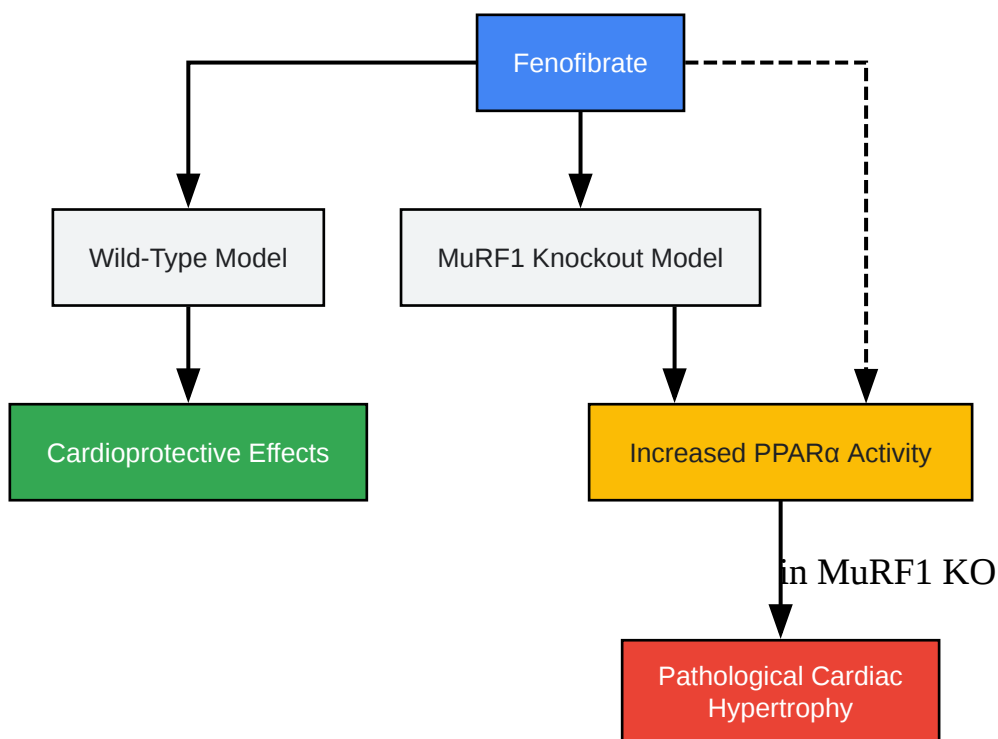 Fenofibrate
Wild-Type Model
MuRF1 Knockout Model
Cardioprotective Effects
Increased PPARα Activity
in MuRF1 KO
Pathological Cardiac
Hypertrophy